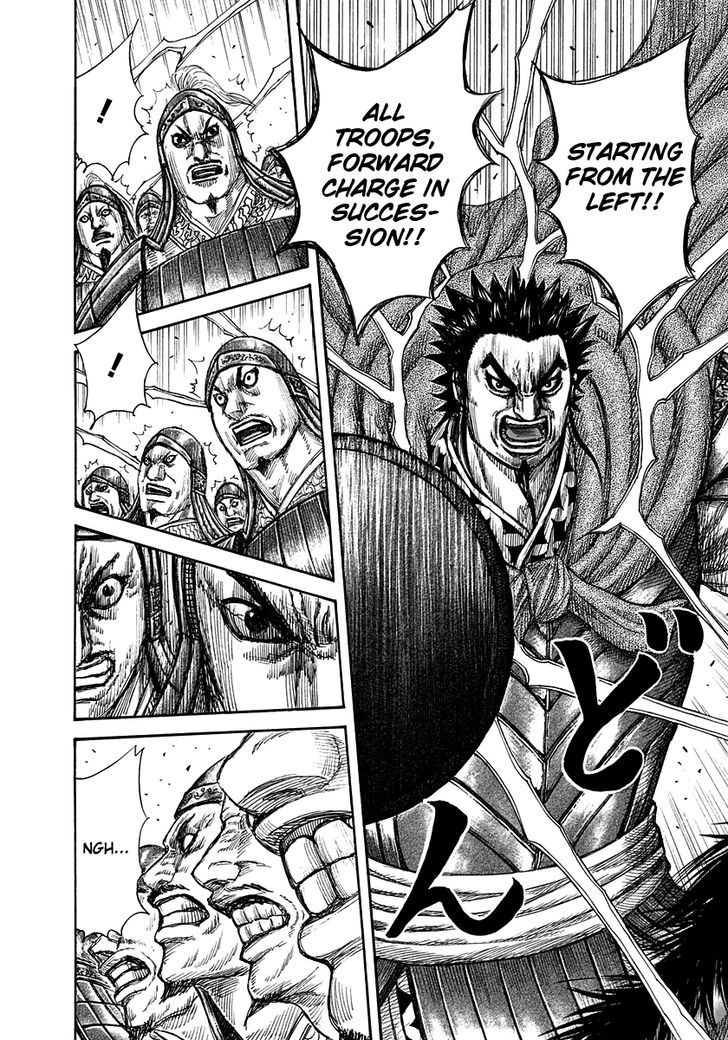 STARTING
FROM THE
LEFT!!
ALL
TROOPS,
FORWARD
CHARGE IN
SUCCES-
SION!!
どん
!
!
NGH...